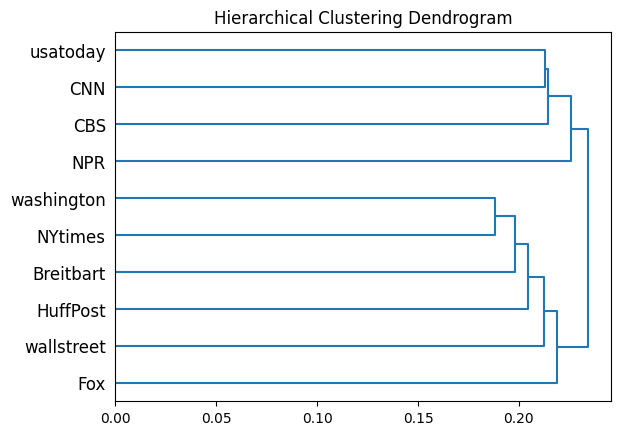 Hierarchical Clustering Dendrogram
usatoday
CNN
CBS
NPR
washington
NYtimes
Breitbart
HuffPost
wallstreet
Fox
0.00 0.05 0.10 0.15 0.20